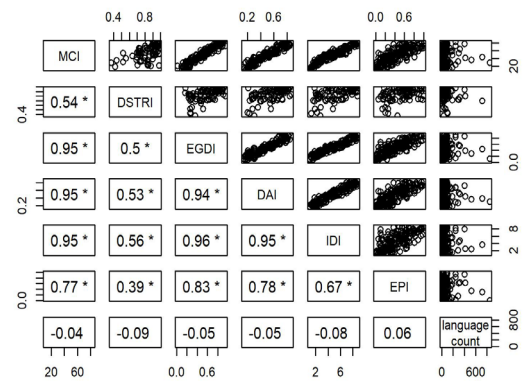 0.4 0.8 0.2 0.6 0.0 0.6
MCI 20
0.4 0.54 * DSTRI
0.95 * 0.5 * EGDI 0.0
0.2 0.95 * 0.53 * 0.94 * DAI
0.95 * 0.56 * 0.96 * 0.95 * IDI 2 8
0.0 0.77 * 0.39 * 0.83 * 0.78 * 0.67 * EPI
-0.04 -0.09 -0.05 -0.05 -0.08 0.06 language count 0 800
20 60 0.0 0.6 2 6 0 600